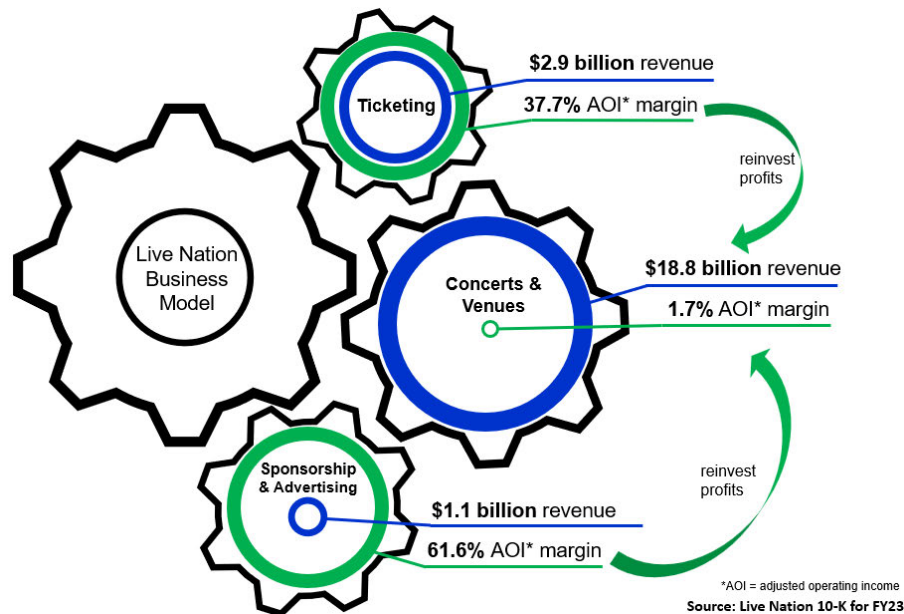 $2.9 billion revenue
Ticketing
37.7% AOI* margin
reinvest
profits
Live Nation
Business
Model
Concerts &
Venues
$18.8 billion revenue
1.7% AOI* margin
Sponsorship
& Advertising
reinvest
profits
$1.1 billion revenue
61.6% AOI* margin
*AOI = adjusted operating income
Source: Live Nation 10-K for FY23